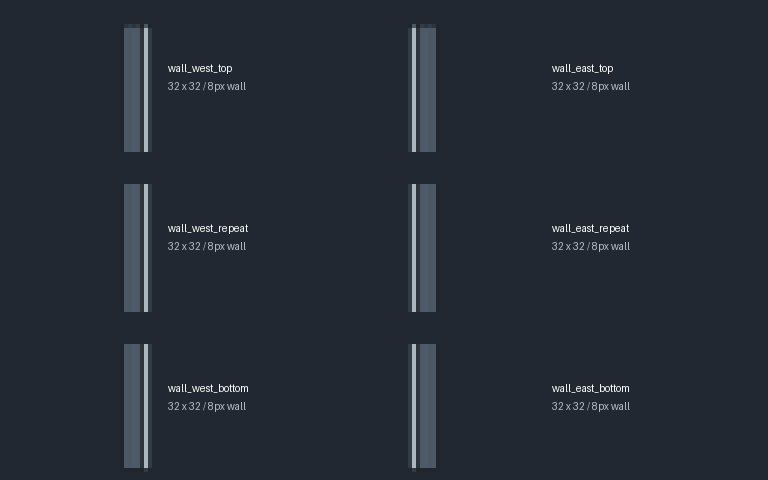 wall_west_top
32 x 32 / 8px wall
wall_east_top
32 x 32 / 8px wall
wall_west_repeat
32 x 32 / 8px wall
wall_east_repeat
32 x 32 / 8px wall
wall_west_bottom
32 x 32 / 8px wall
wall_east_bottom
32 x 32 / 8px wall